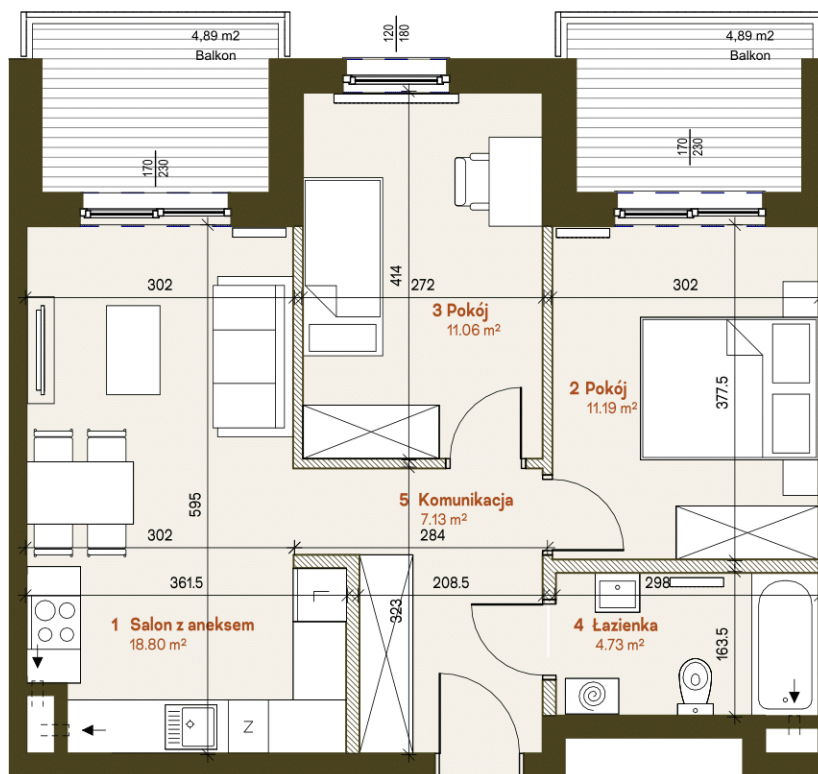 4,89 m2
Balkon
120
180
4,89 m2
Balkon
170
230
170
230
302
414
272
302
3 Pokój
11.06 m²
2 Pokój
11.19 m²
377.5
595
5 Komunikacja
7.13 m²
302
284
361.5
208.5
298
323
1 Salon z aneksem
18.80 m²
4 Łazienka
4.73 m²
163.5
L
Z